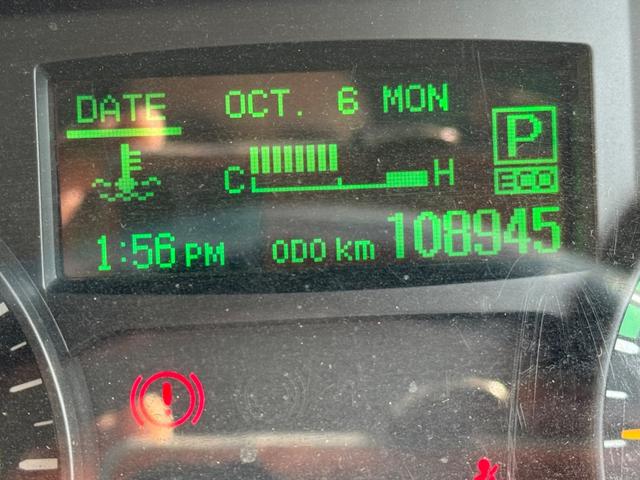 DATE OCT. 6 MON
P
C H ECO
1:56 PM ODO km 108945